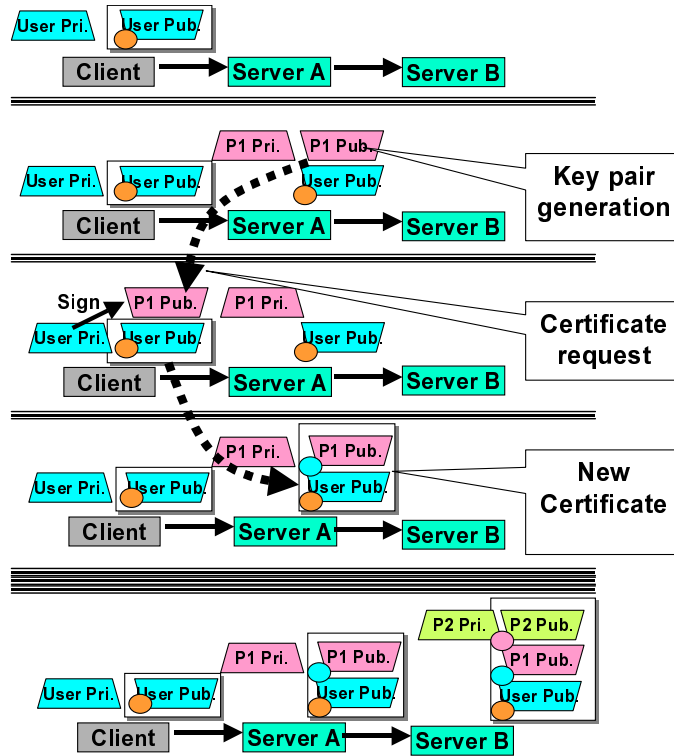 User Pri.
User Pub.
Client
Server A
Server B
P1 Pri.
P1 Pub.
User Pri.
User Pub.
User Pub.
Key pair
generation
Client
Server A
Server B
Sign
P1 Pub.
P1 Pri.
User Pri.
User Pub.
User Pub.
Certificate
request
Client
Server A
Server B
P1 Pri.
P1 Pub.
User Pri.
User Pub.
User Pub.
New
Certificate
Client
Server A
Server B
P2 Pri.
P2 Pub.
P1 Pri.
P1 Pub.
P1 Pub.
User Pri.
User Pub.
User Pub.
User Pub.
Client
Server A
Server B